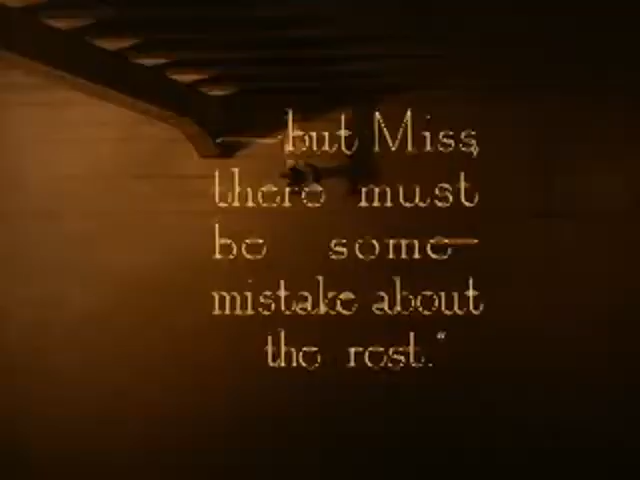 —but Miss,
there must
be some—
mistake about
the rest."